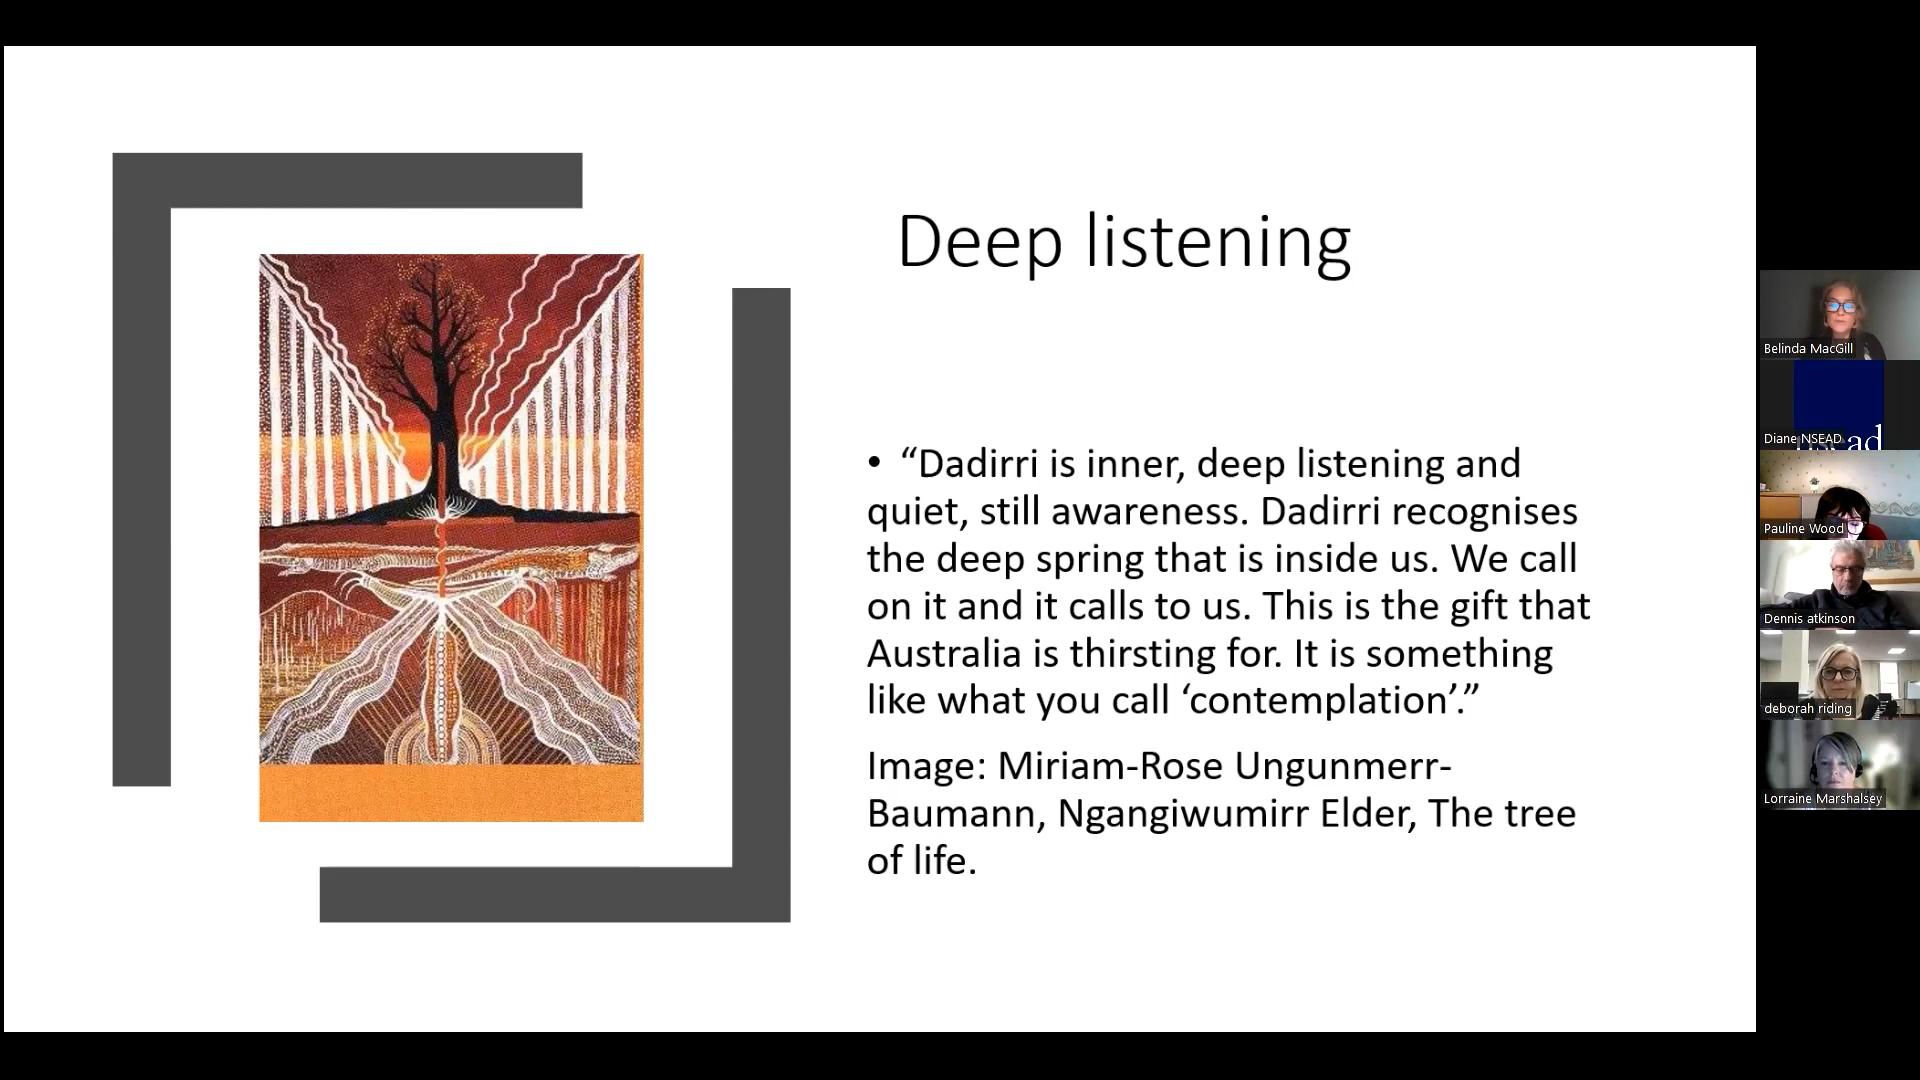 Deep listening
• “Dadirri is inner, deep listening and
quiet, still awareness. Dadirri recognises
the deep spring that is inside us. We call
on it and it calls to us. This is the gift that
Australia is thirsting for. It is something
like what you call ‘contemplation’.”
Image: Miriam-Rose Ungunmerr-
Baumann, Ngangiwumirr Elder, The tree
of life.
Belinda MacGill
nsead
Diane NSEAD
Pauline Wood
Dennis atkinson
deborah riding
Lorraine Marshalsey